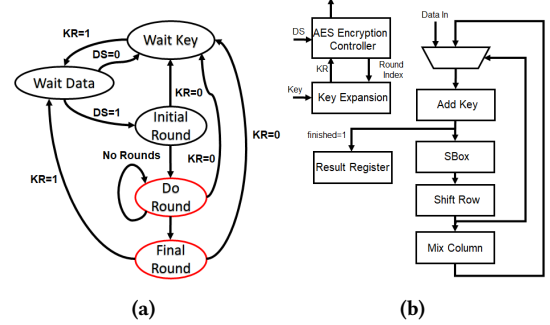 KR=1
Wait Key
DS=0
Wait Data
DS=1
KR=0
Initial
Round
KR=0
KR=0
No Rounds
Do
Round
KR=1
Final
Round
(a)
DS
AES Encryption
Controller
KR
Round
Index
Key
Key Expansion
Data In
Add Key
finished=1
Result Register
SBox
Shift Row
Mix Column
(b)